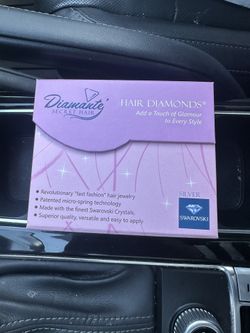 Diamanté
SECRET HAIR
HAIR DIAMONDS®
Add a Touch of Glamour
to Every Style
• Revolutionary "fast fashion" hair jewelry
• Patented micro-spring technology
• Made with the finest Swarovski Crystals.
• Superior quality, versatile and easy to apply
SILVER
SWAROVSKI